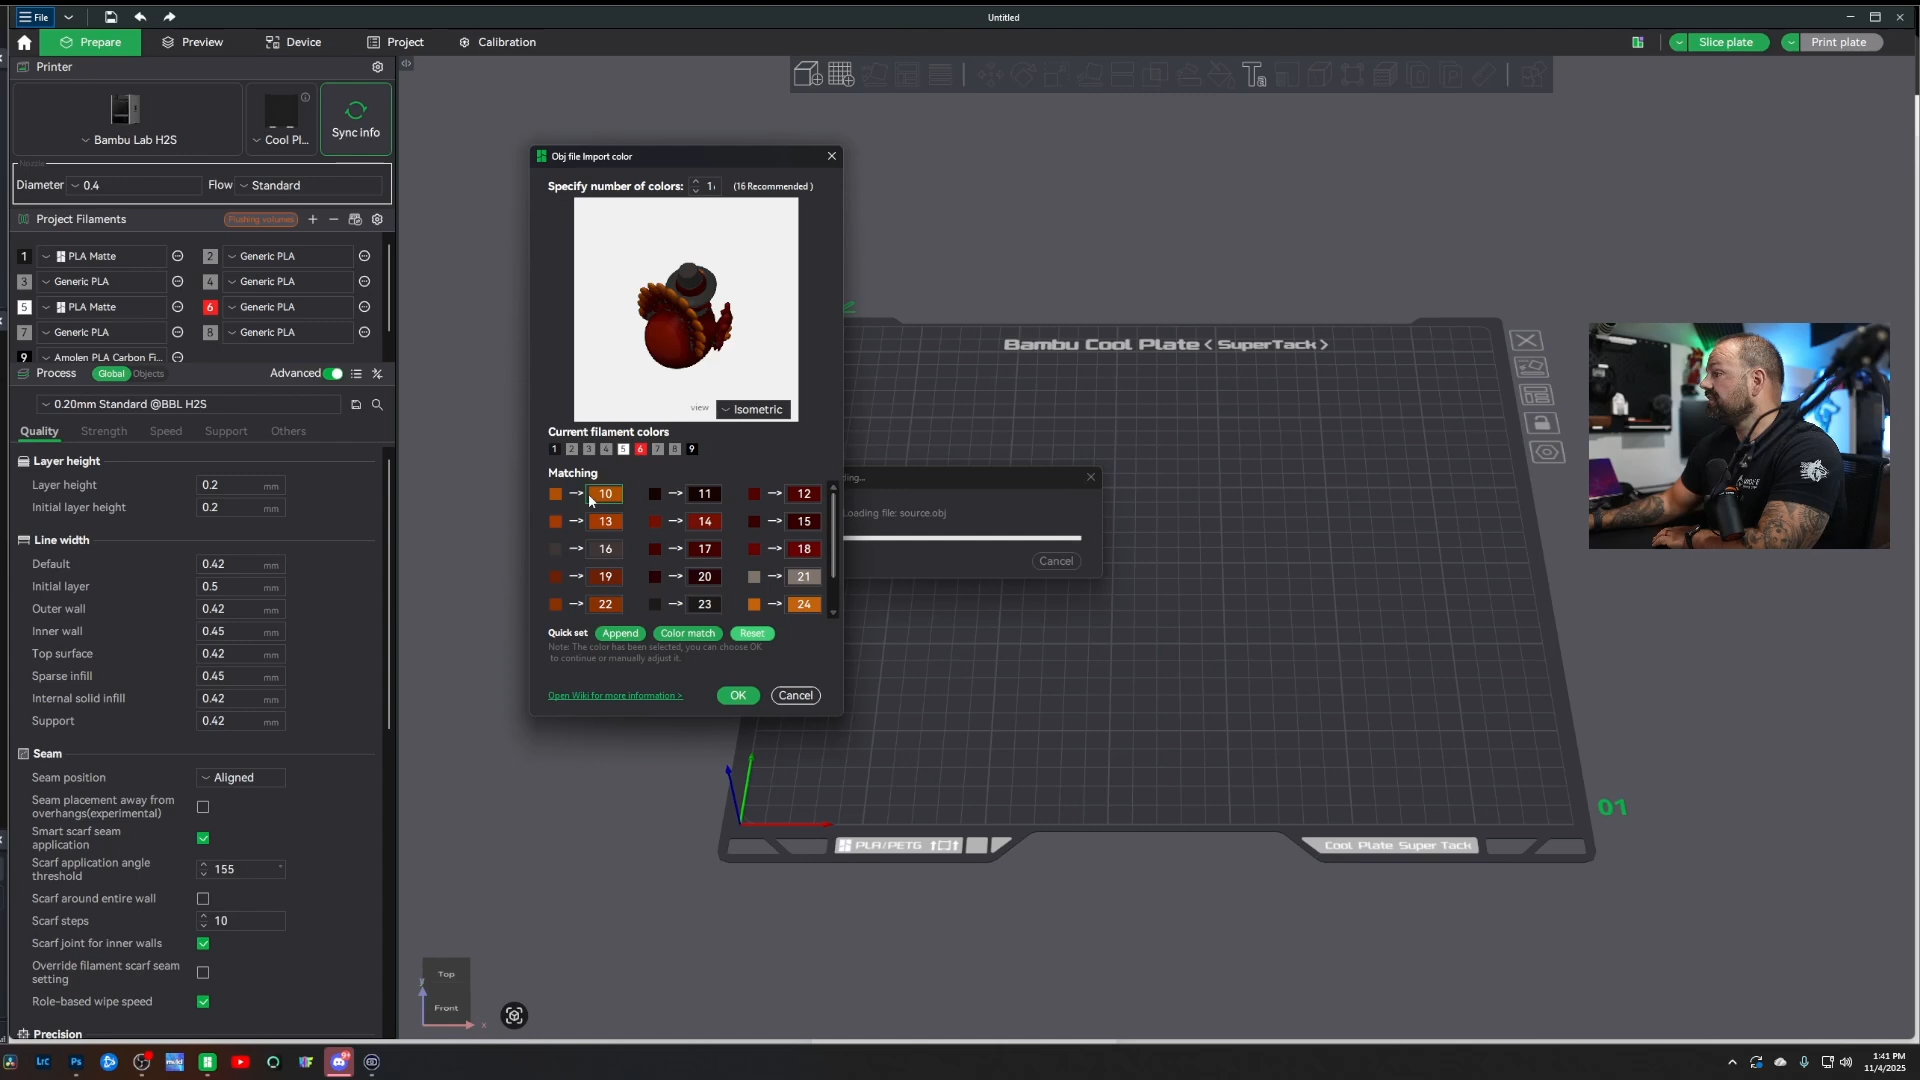 File
Untitled
Prepare
Preview
Device
Project
Calibration
Slice plate
Print plate
Printer
Bambu Lab H2S
Cool Pl...
Sync info
Nozzle
Diameter
0.4
Flow
Standard
Project Filaments
Flushing volumes
1 PLA Matte
2 Generic PLA
3 Generic PLA
4 Generic PLA
5 PLA Matte
6 Generic PLA
7 Generic PLA
8 Generic PLA
9 Amolen PLA Carbon Fi...
Process
Global
Objects
Advanced
0.20mm Standard @BBL H2S
Quality
Strength
Speed
Support
Others
Layer height
Layer height 0.2 mm
Initial layer height 0.2 mm
Line width
Default 0.42 mm
Initial layer 0.5 mm
Outer wall 0.42 mm
Inner wall 0.45 mm
Top surface 0.42 mm
Sparse infill 0.45 mm
Internal solid infill 0.42 mm
Support 0.42 mm
Seam
Seam position Aligned
Seam placement away from
overhangs(experimental)
Smart scarf seam
application
Scarf application angle
threshold
155 °
Scarf around entire wall
Scarf steps 10
Scarf joint for inner walls
Override filament scarf seam
setting
Role-based wipe speed
Precision
Obj file Import color
Specify number of colors:
(16 Recommended )
view
Isometric
Current filament colors
1 2 3 4 5 6 7 8 9
Matching
10 11 12
13 14 15
16 17 18
19 20 21
22 23 24
Quick set
Append
Color match
Reset
Note: The color has been selected, you can choose OK
to continue or manually adjust it.
Open Wiki for more information >
OK
Cancel
Loading file: source.obj
Cancel
Bambu Cool Plate < SuperTack >
PLA/PETG
Cool Plate Super Tack
01
Top
Front
y
x
LrC
Ps
1:41 PM
11/4/2025